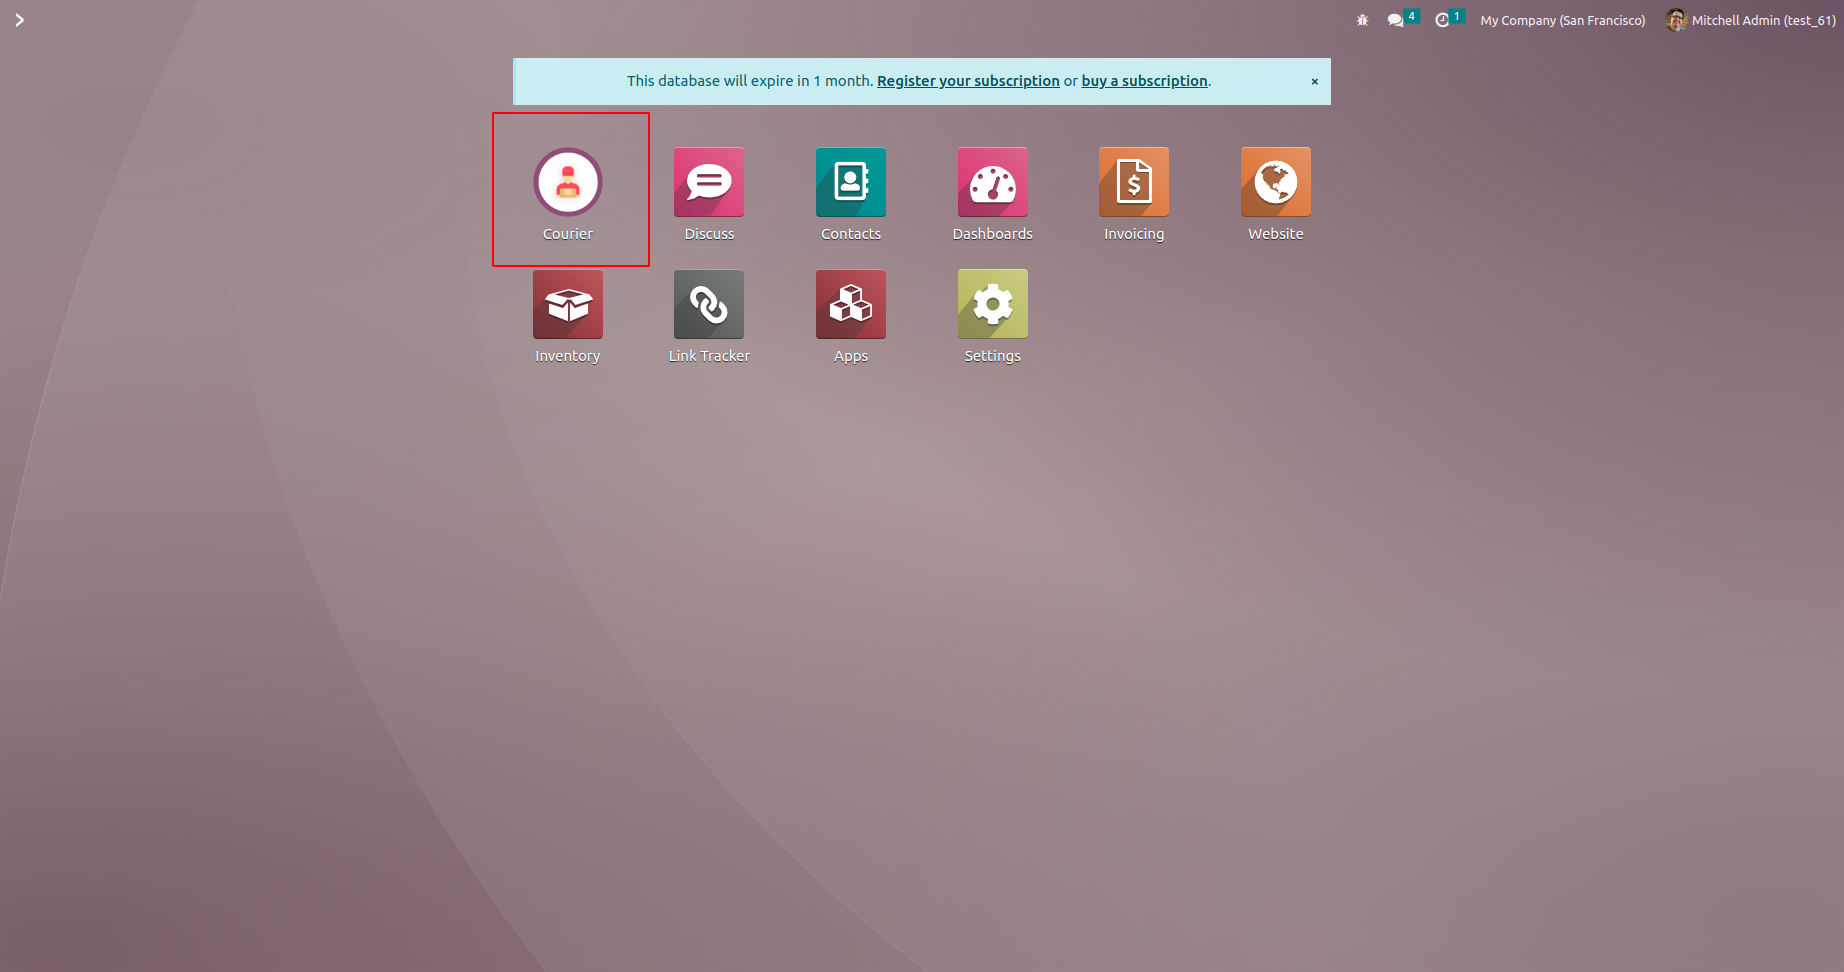 4 1 My Company (San Francisco) Mitchell Admin (test_61)
This database will expire in 1 month. Register your subscription or buy a subscription. ×
Courier Discuss Contacts Dashboards Invoicing Website
Inventory Link Tracker Apps Settings